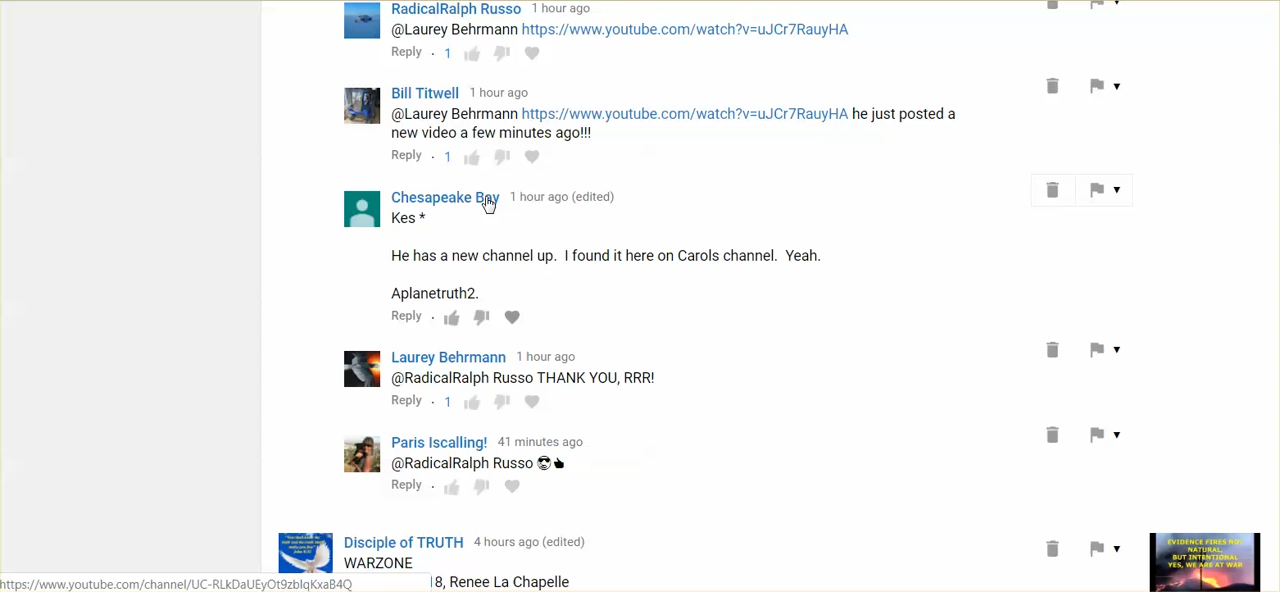 RadicalRalph Russo 1 hour ago
@Laurey Behrmann https://www.youtube.com/watch?v=uJCr7RauyHA
Reply · 1
Bill Titwell 1 hour ago
@Laurey Behrmann https://www.youtube.com/watch?v=uJCr7RauyHA he just posted a
new video a few minutes ago!!!
Reply · 1
Chesapeake Bay 1 hour ago (edited)
Kes *
He has a new channel up. I found it here on Carols channel. Yeah.
Aplanetruth2.
Reply ·
Laurey Behrmann 1 hour ago
@RadicalRalph Russo THANK YOU, RRR!
Reply · 1
Paris Iscalling! 41 minutes ago
@RadicalRalph Russo 😎👍
Reply ·
Disciple of TRUTH 4 hours ago (edited)
WARZONE
8, Renee La Chapelle
https://www.youtube.com/channel/UC-RLkDaUEyOt9zbIqKxaB4Q
EVIDENCE FIRES NOT
NATURAL,
BUT INTENTIONAL
YES, WE ARE AT WAR